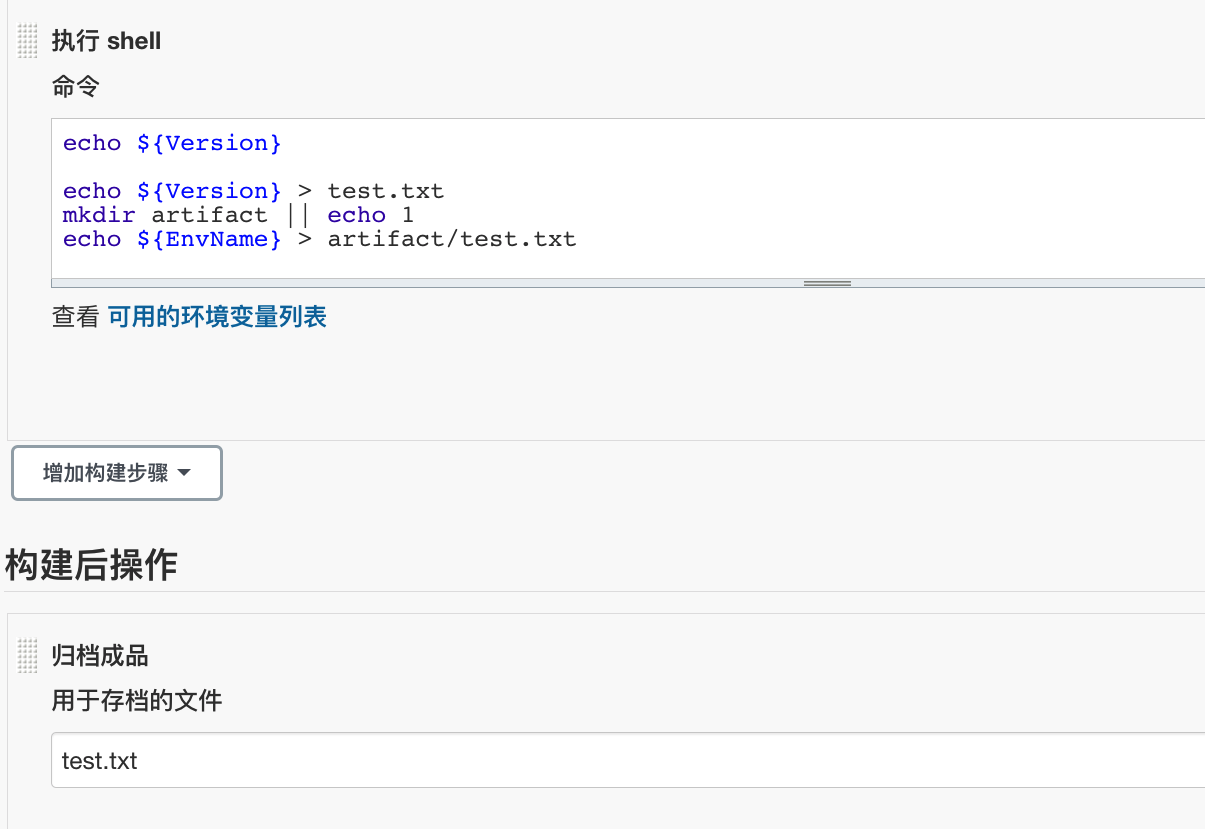 执行 shell
命令
echo ${Version}
echo ${Version} > test.txt
mkdir artifact || echo 1
echo ${EnvName} > artifact/test.txt
查看 可用的环境变量列表
增加构建步骤
构建后操作
归档成品
用于存档的文件
test.txt